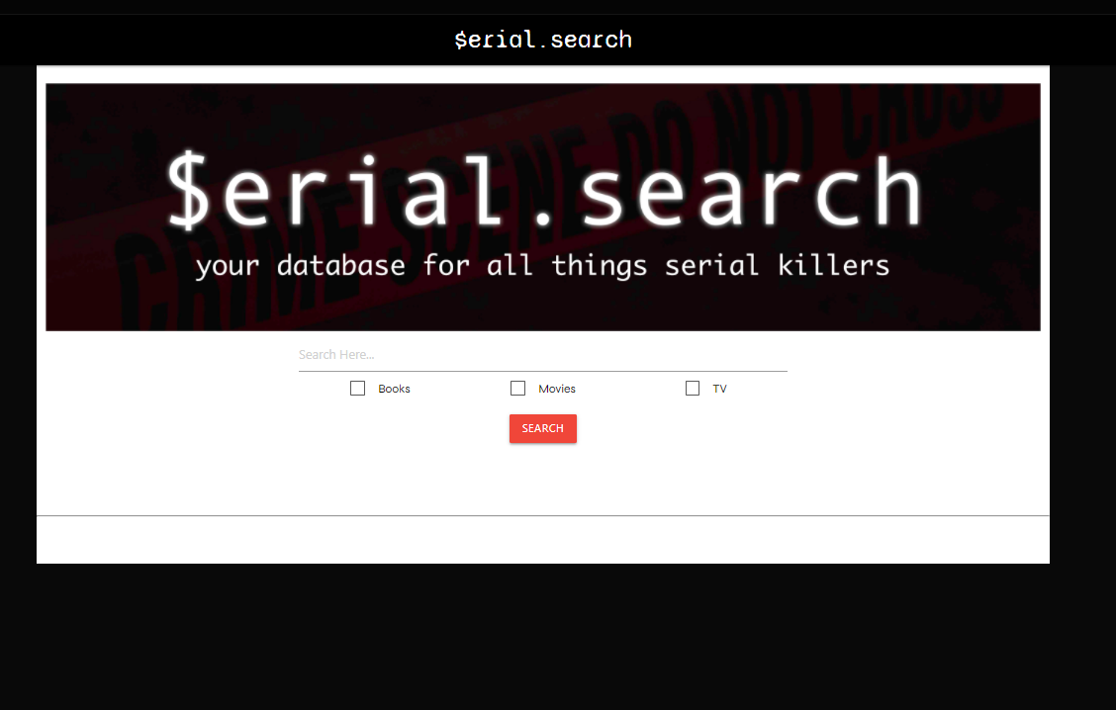 $erial.search
CRIME SCENE DO NOT CROSS
$erial.search
your database for all things serial killers
Search Here...
Books Movies TV
SEARCH